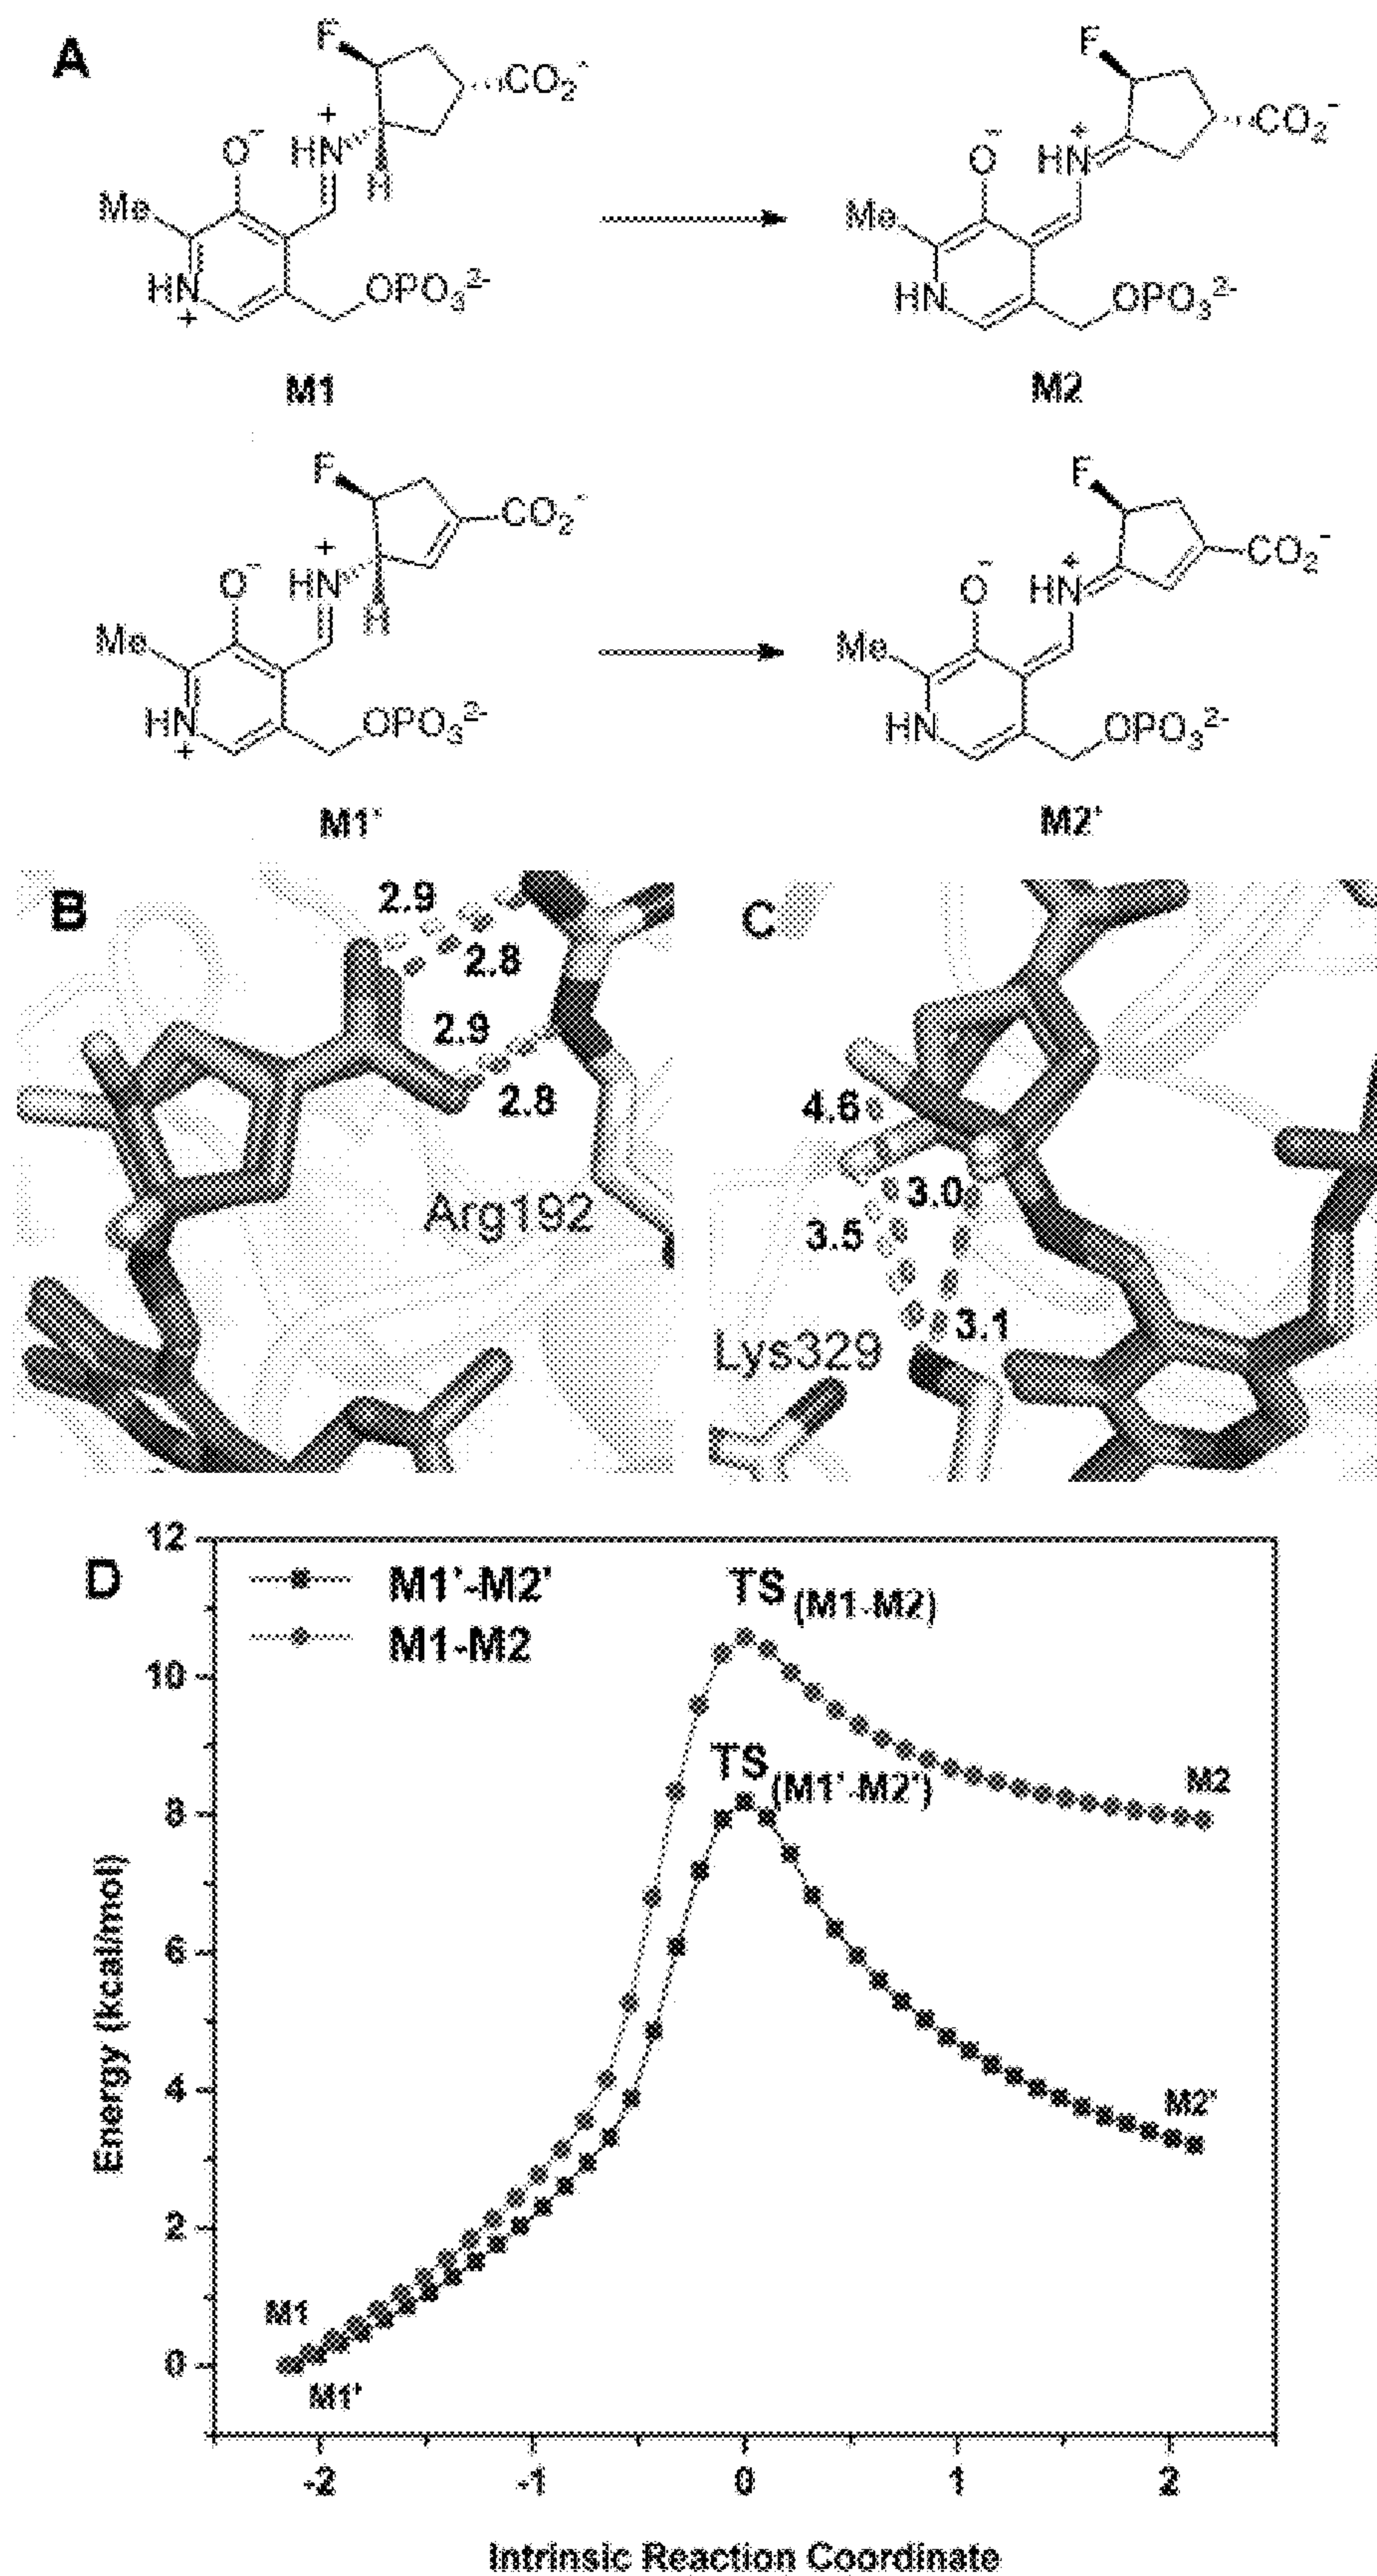 A
F
CO2-
+
O-
HN
H
Me
HN
+
OPO3 2-
M1
F
CO2-
+
O-
HN
Me
HN
OPO3 2-
M2
F
CO2-
+
O-
HN
H
Me
HN
+
OPO3 2-
M1'
F
CO2-
+
O-
HN
Me
HN
OPO3 2-
M2'
B
2.9
2.8
2.9
2.8
Arg192
C
4.6
3.0
3.5
3.1
Lys329
D
M1'-M2'
M1-M2
TS (M1-M2)
TS (M1'-M2')
M2
M2'
M1
M1'
12
10
8
6
4
2
0
Energy (kcal/mol)
-2
-1
0
1
2
Intrinsic Reaction Coordinate